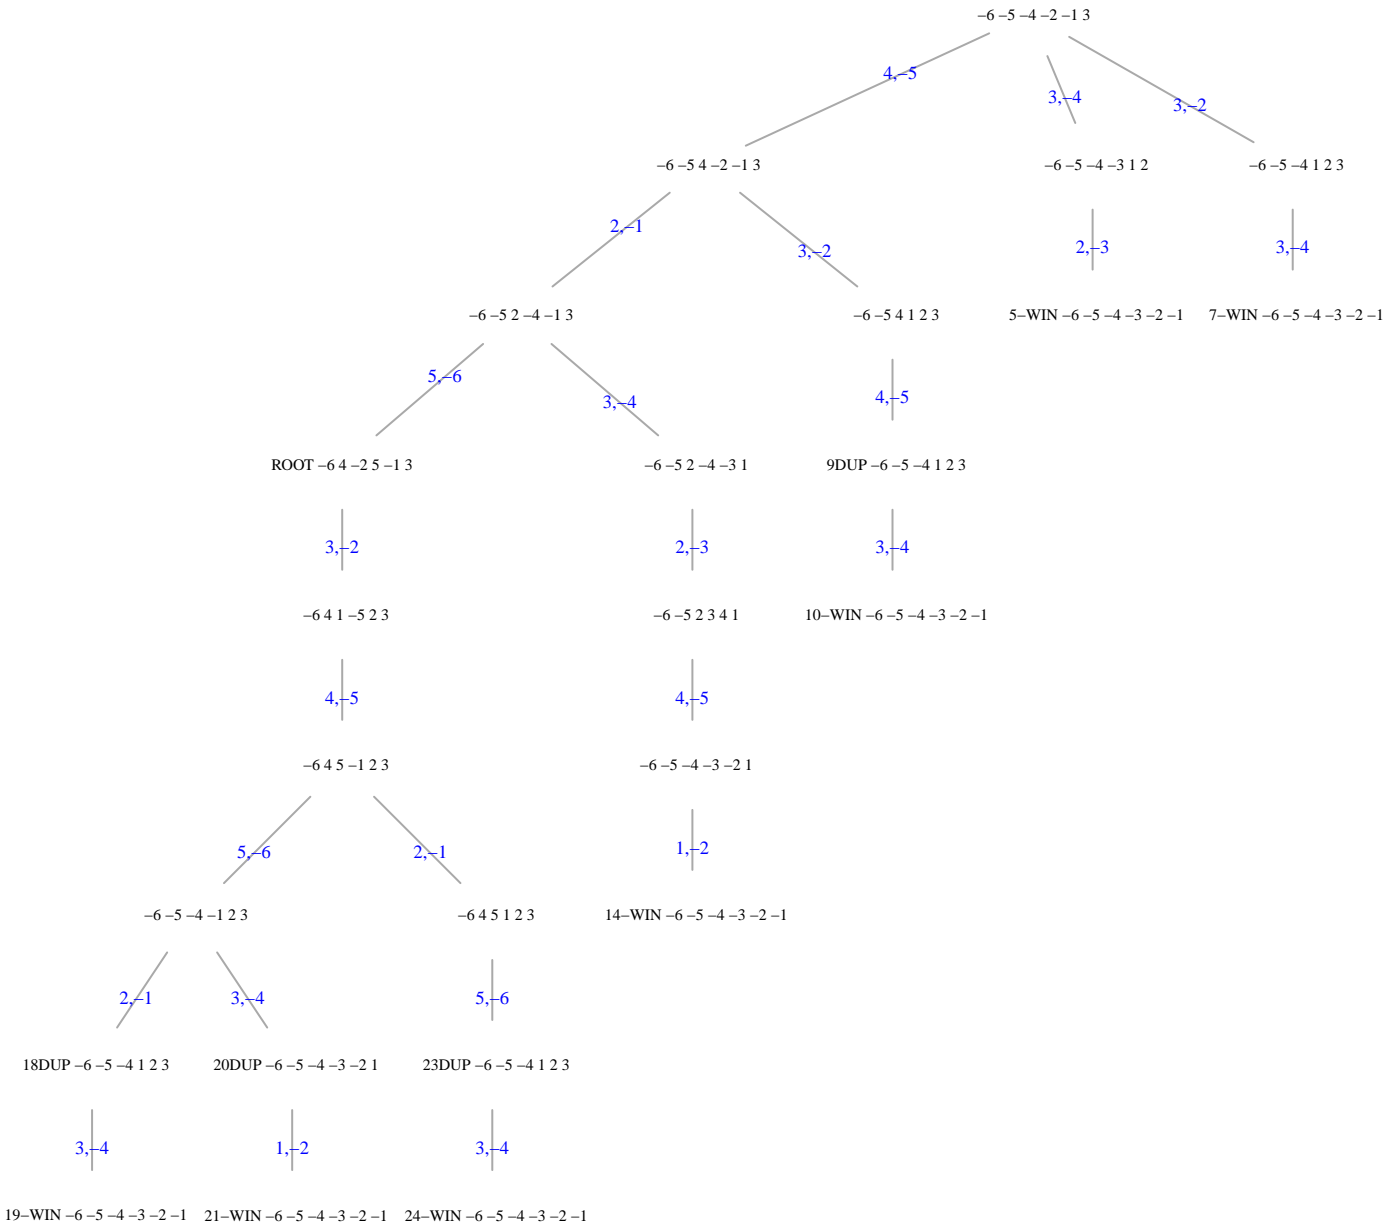 −6 −5 −4 −2 −1 3
4,−5
3,−4
3,−2
−6 −5 4 −2 −1 3
−6 −5 −4 −3 1 2
−6 −5 −4 1 2 3
2,−1
3,−2
2,−3
3,−4
−6 −5 2 −4 −1 3
−6 −5 4 1 2 3
5−WIN −6 −5 −4 −3 −2 −1
7−WIN −6 −5 −4 −3 −2 −1
5,−6
3,−4
4,−5
ROOT −6 4 −2 5 −1 3
−6 −5 2 −4 −3 1
9DUP −6 −5 −4 1 2 3
3,−2
2,−3
3,−4
−6 4 1 −5 2 3
−6 −5 2 3 4 1
10−WIN −6 −5 −4 −3 −2 −1
4,−5
4,−5
−6 4 5 −1 2 3
−6 −5 −4 −3 −2 1
5,−6
2,−1
1,−2
−6 −5 −4 −1 2 3
−6 4 5 1 2 3
14−WIN −6 −5 −4 −3 −2 −1
2,−1
3,−4
5,−6
18DUP −6 −5 −4 1 2 3
20DUP −6 −5 −4 −3 −2 1
23DUP −6 −5 −4 1 2 3
3,−4
1,−2
3,−4
19−WIN −6 −5 −4 −3 −2 −1
21−WIN −6 −5 −4 −3 −2 −1
24−WIN −6 −5 −4 −3 −2 −1